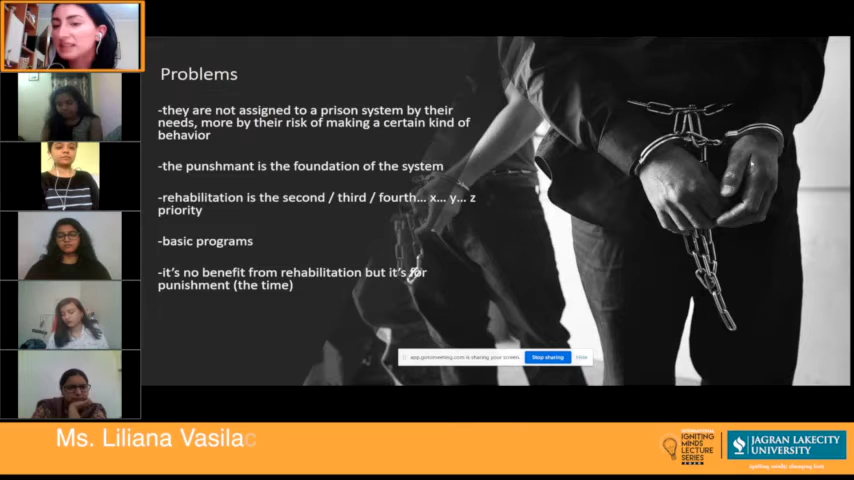 Problems
-they are not assigned to a prison system by their
needs, more by their risk of making a certain kind of
behavior
-the punshmant is the foundation of the system
-rehabilitation is the second / third / fourth... x... y... z
priority
-basic programs
-it's no benefit from rehabilitation but it's for
punishment (the time)
app.gotomeeting.com is sharing your screen.
Stop sharing
Hide
Ms. Liliana Vasilac
INTERNATIONAL
IGNITING
MINDS
LECTURE
SERIES
JAGRAN LAKECITY
UNIVERSITY
igniting minds changing lives